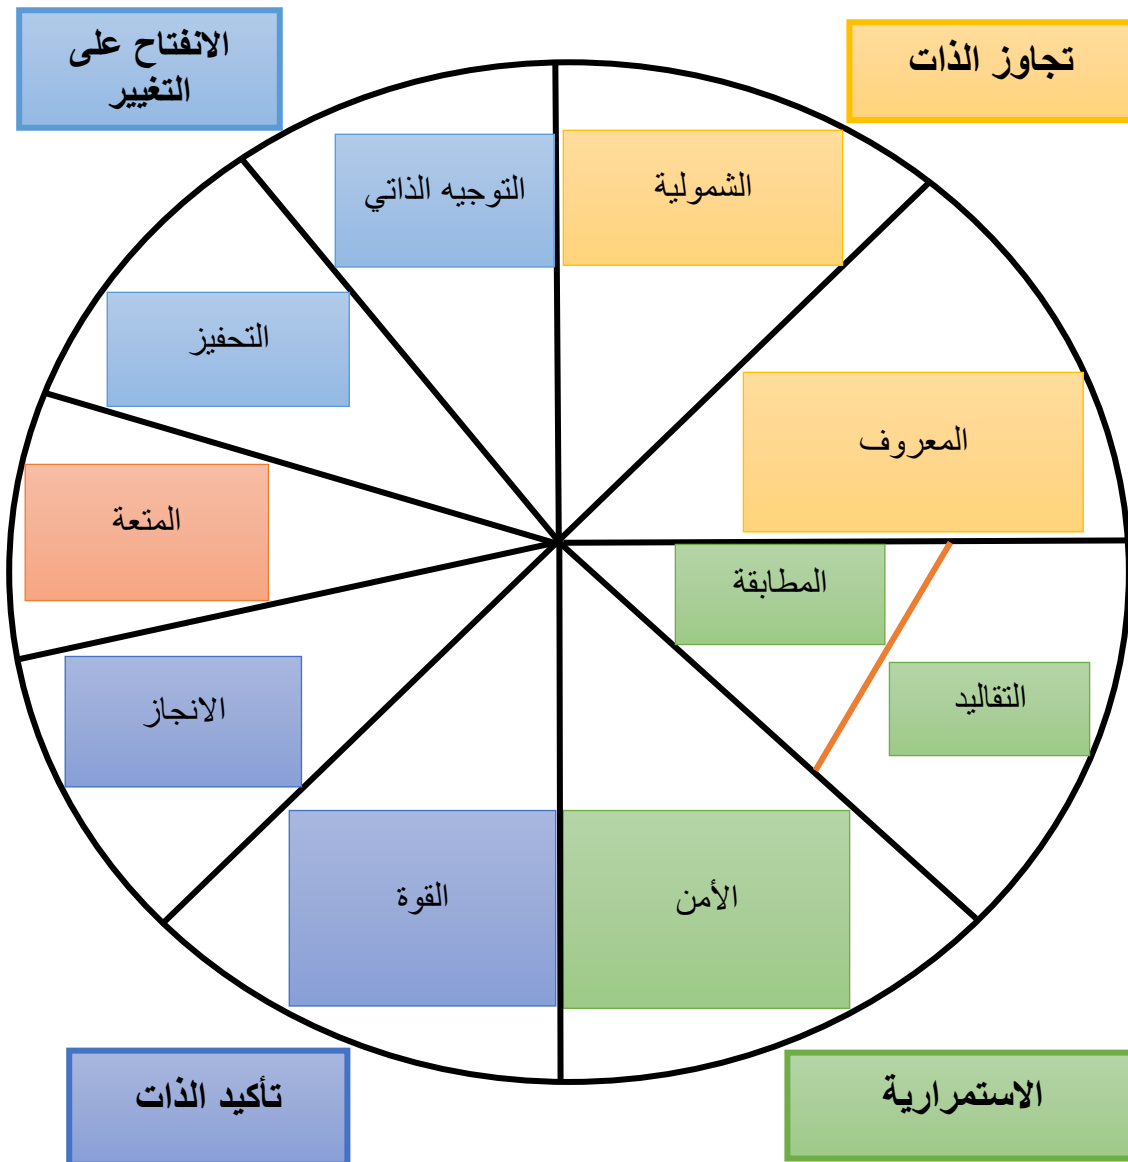 تجاوز الذات
الانفتاح على
التغيير
الشمولية
التوجيه الذاتي
التحفيز
المعروف
المتعة
المطابقة
التقاليد
الانجاز
القوة
الأمن
الاستمرارية
تأكيد الذات